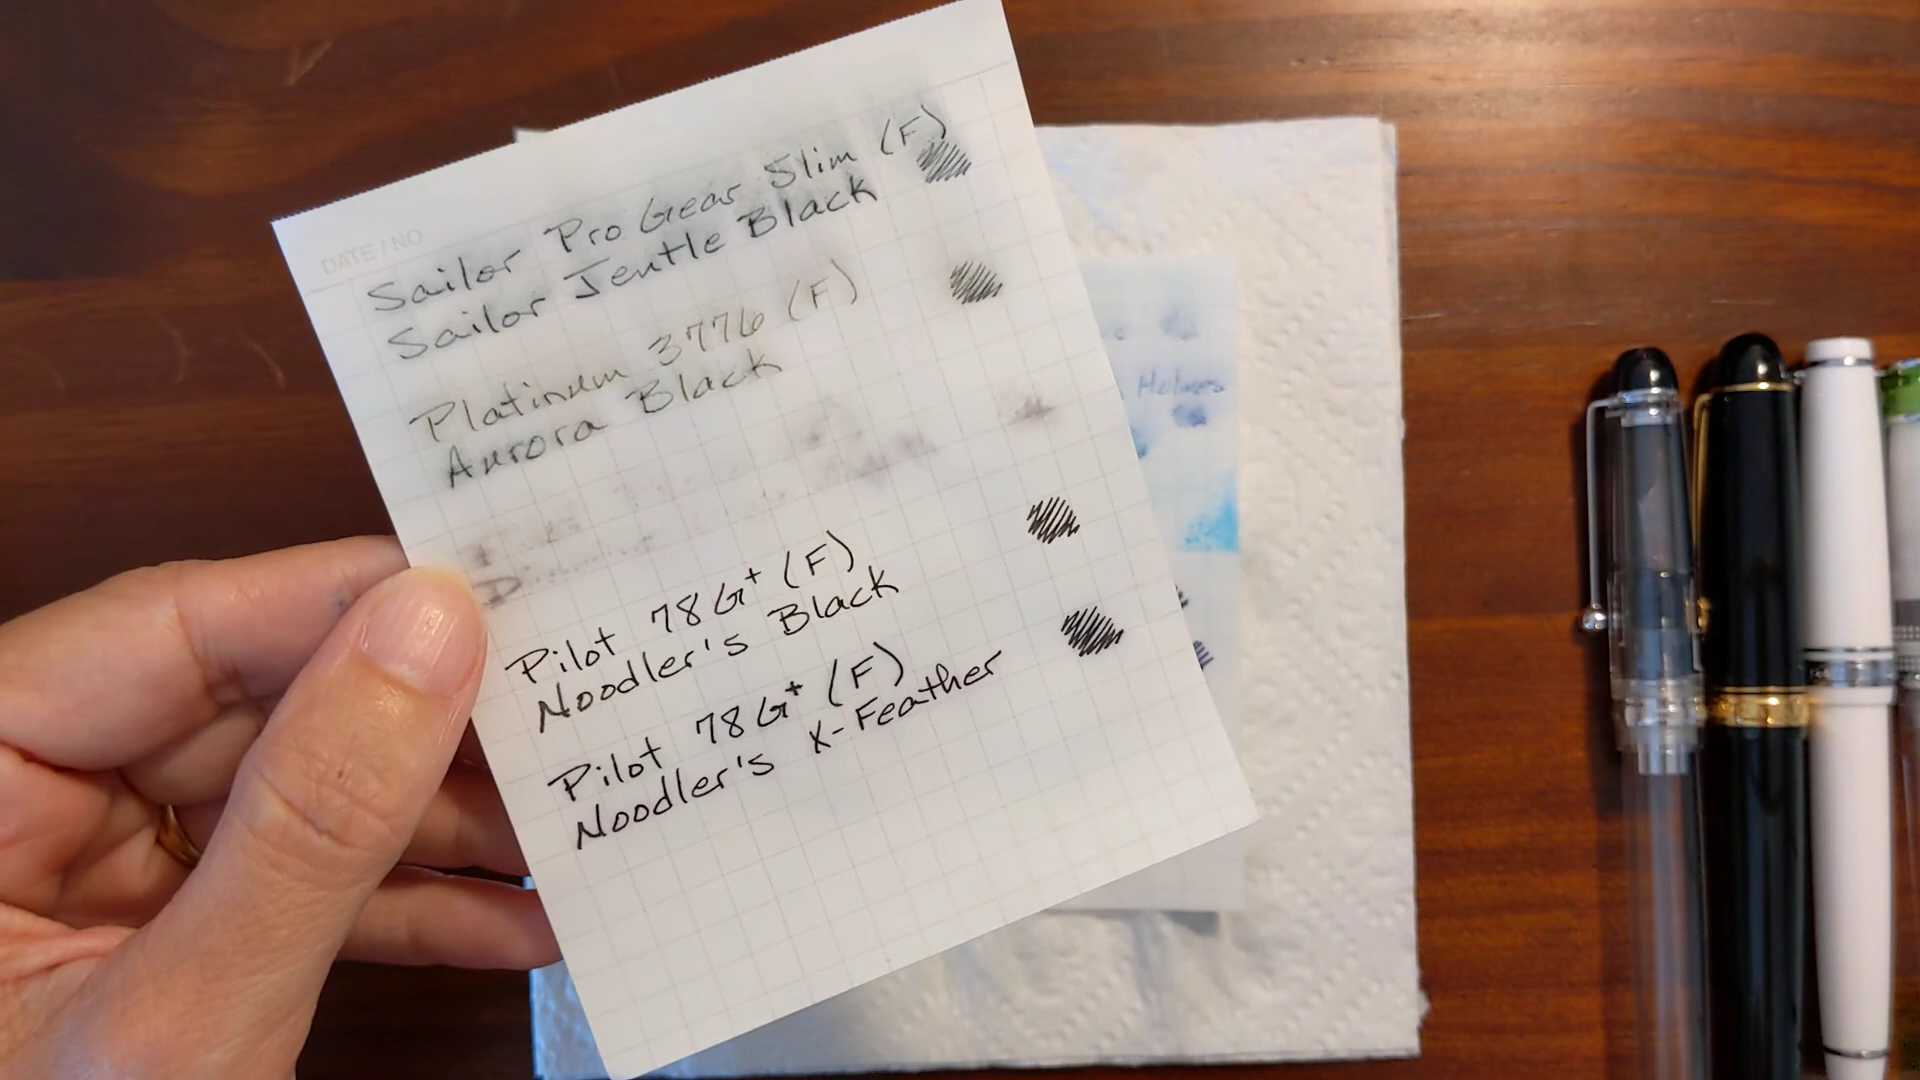 DATE / NO
Sailor Pro Gear Slim (F)
Sailor Jentle Black
Platinum 3776 (F)
Aurora Black
Pilot 78G+ (F)
Noodler's Black
Pilot 78G+ (F)
Noodler's X-Feather
Holmes